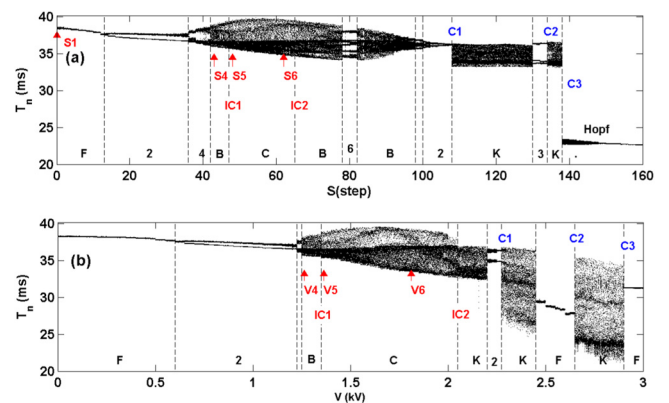 40
35
30
25
20
T_n (ms)
(a)
S1
S4 S5 S6
IC1 IC2
C1 C2
C3
Hopf
F 2 4 B C B 6 B 2 K 3 K .
0 20 40 60 80 100 120 140 160
S(step)
40
35
30
25
20
T_n (ms)
(b)
V4 V5 V6
IC1 IC2
C1 C2 C3
F 2 B C K 2 K F K F
0 0.5 1 1.5 2 2.5 3
V (kV)